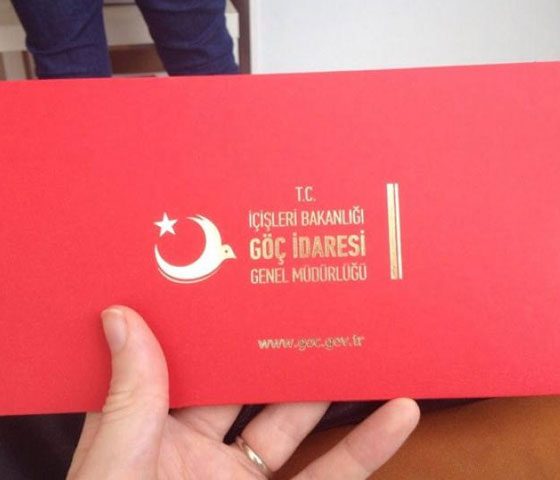 T.C.
İÇİŞLERİ BAKANLIĞI
GÖÇ İDARESİ
GENEL MÜDÜRLÜĞÜ
www.goc.gov.tr